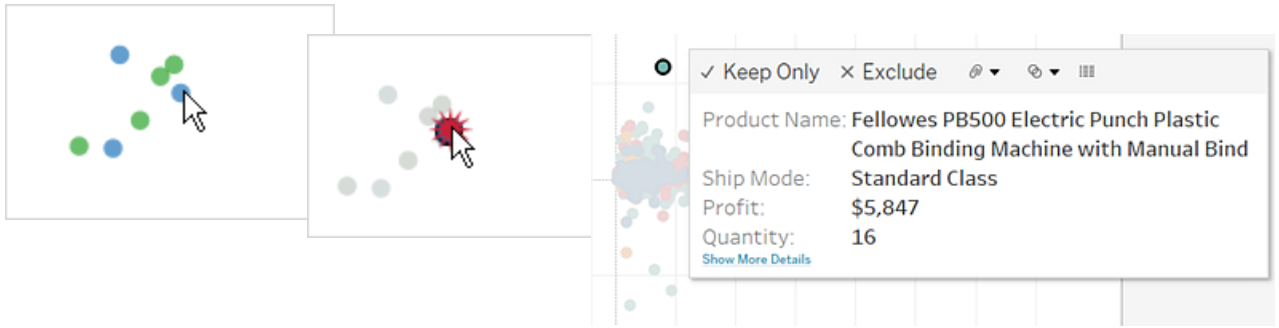 Keep Only Exclude
Product Name: Fellowes PB500 Electric Punch Plastic
Comb Binding Machine with Manual Bind
Ship Mode: Standard Class
Profit: $5,847
Quantity: 16
Show More Details